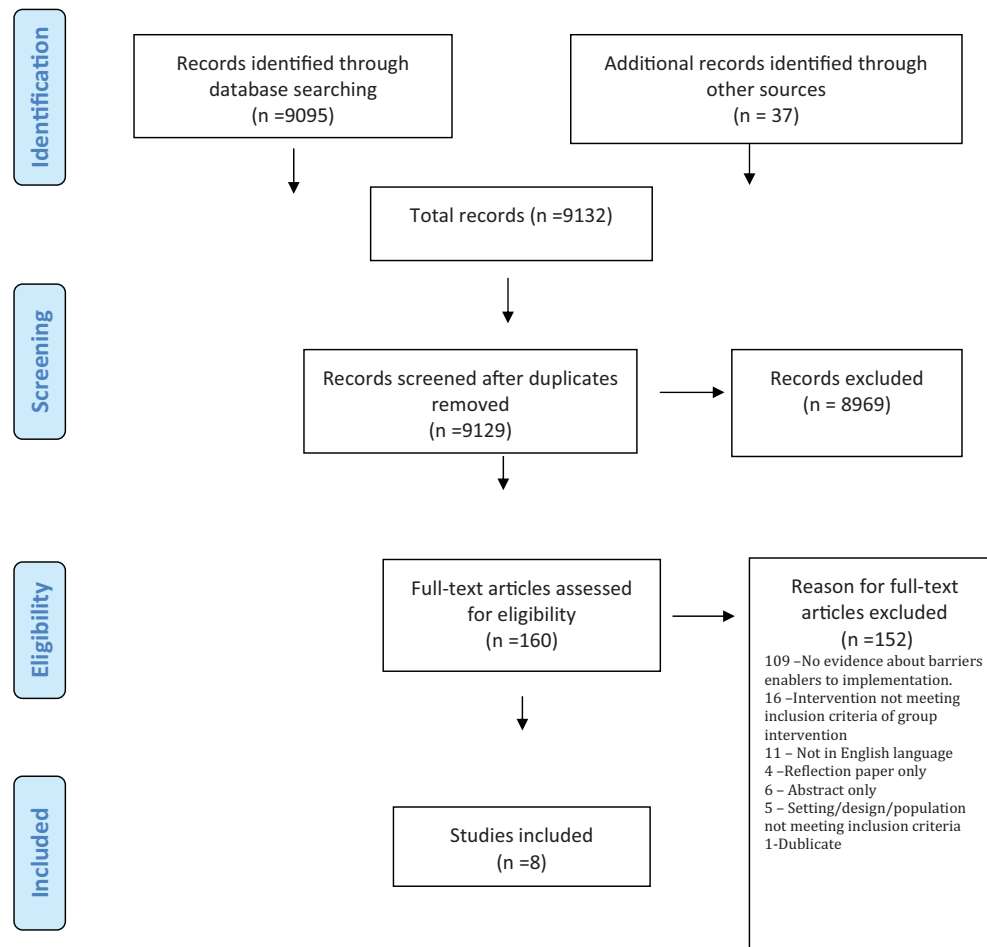 Identification
Records identified through
database searching
(n =9095)
Additional records identified through
other sources
(n = 37)
Total records (n =9132)
Screening
Records screened after duplicates
removed
(n =9129)
Records excluded
(n = 8969)
Eligibility
Full-text articles assessed
for eligibility
(n =160)
Reason for full-text
articles excluded
(n =152)
109 –No evidence about barriers
enablers to implementation.
16 –Intervention not meeting
inclusion criteria of group
intervention
11 – Not in English language
4 –Reflection paper only
6 – Abstract only
5 – Setting/design/population
not meeting inclusion criteria
1-Dublicate
Included
Studies included
(n =8)